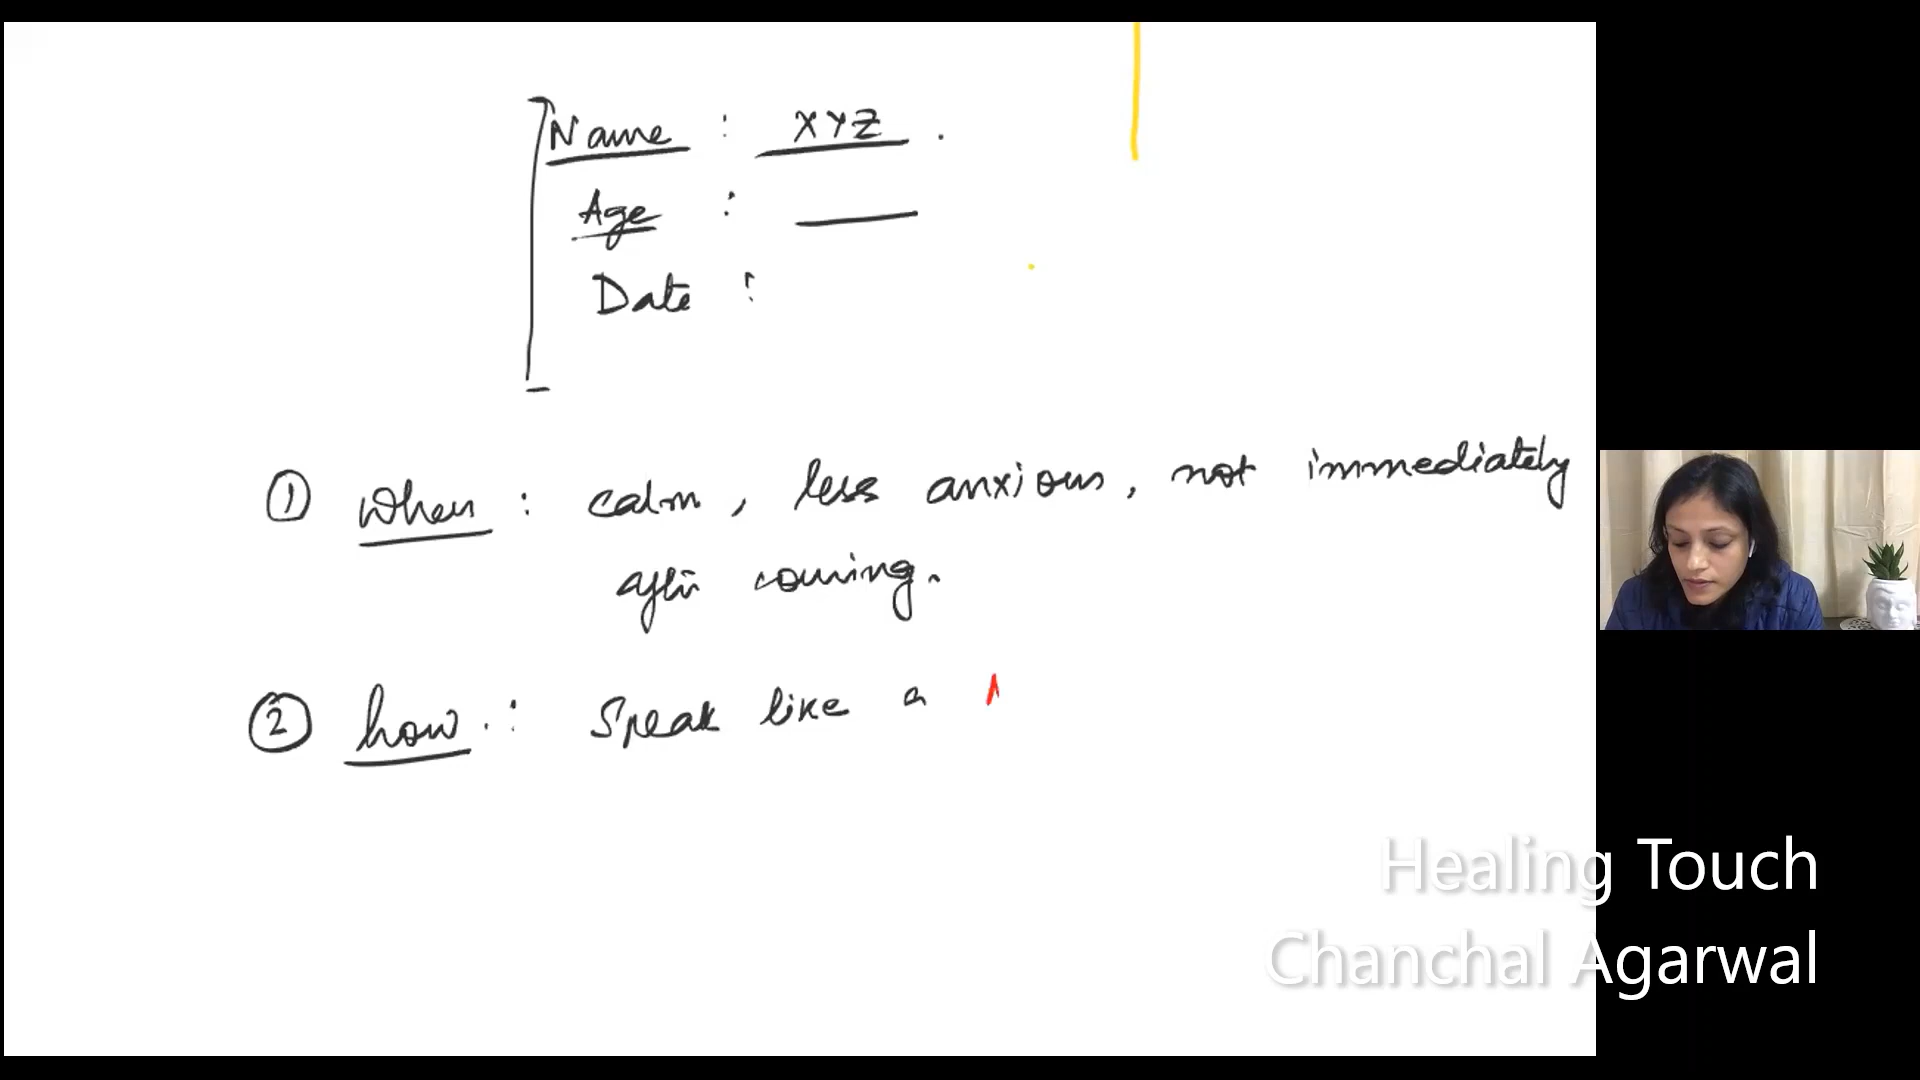 Name : XYZ .
Age :
Date :
① when : calm, less anxious, not immediately
after coming.
② how. : Speak like a
Healing Touch
Chanchal Agarwal